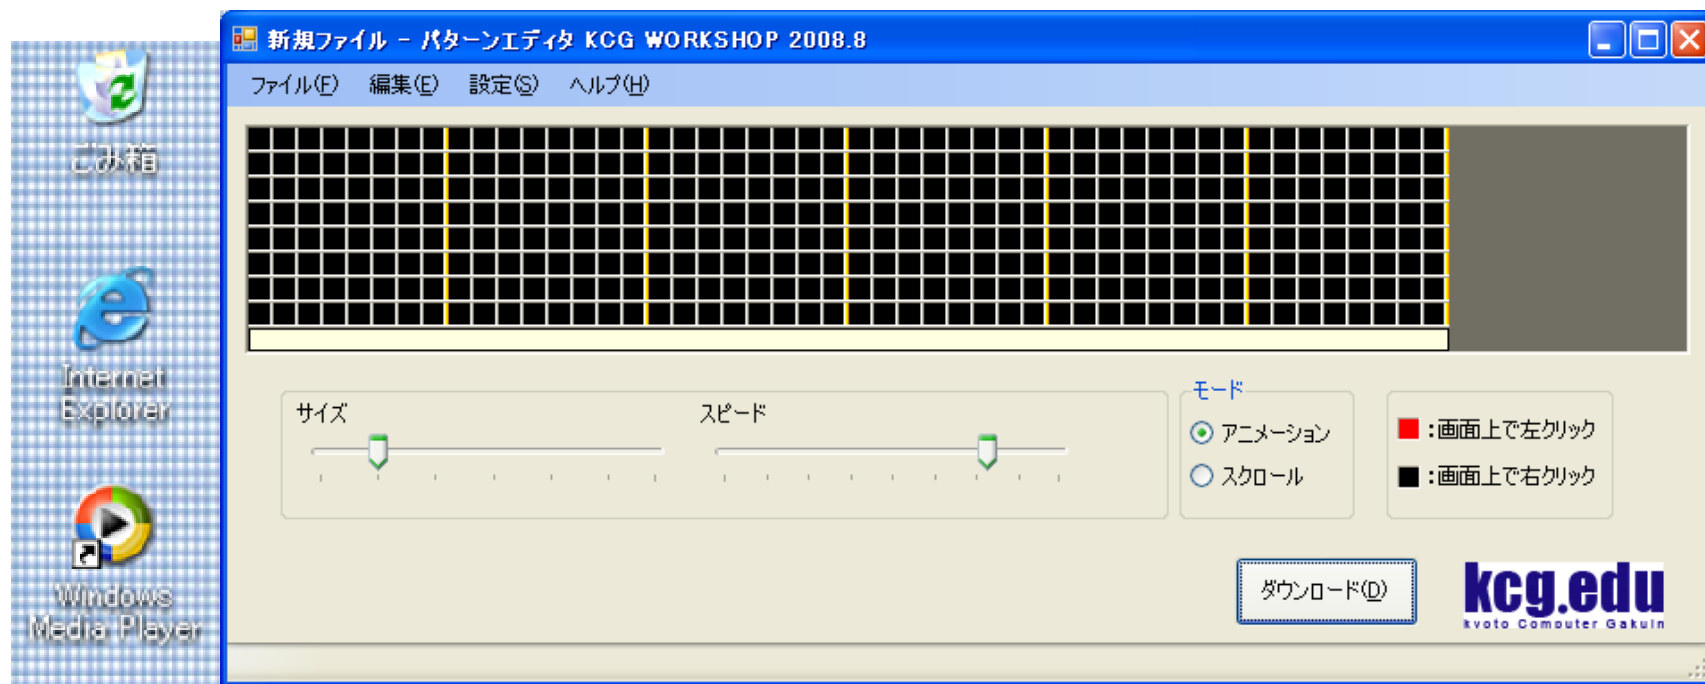 ごみ箱
Internet
Explorer
Windows
Media Player
新規ファイル - パターンエディタ KCG WORKSHOP 2008.8
ファイル(F) 編集(E) 設定(S) ヘルプ(H)
サイズ
スピード
モード
アニメーション
スクロール
:画面上で左クリック
:画面上で右クリック
ダウンロード(D)
kcg.edu
kyoto Computer Gakuin